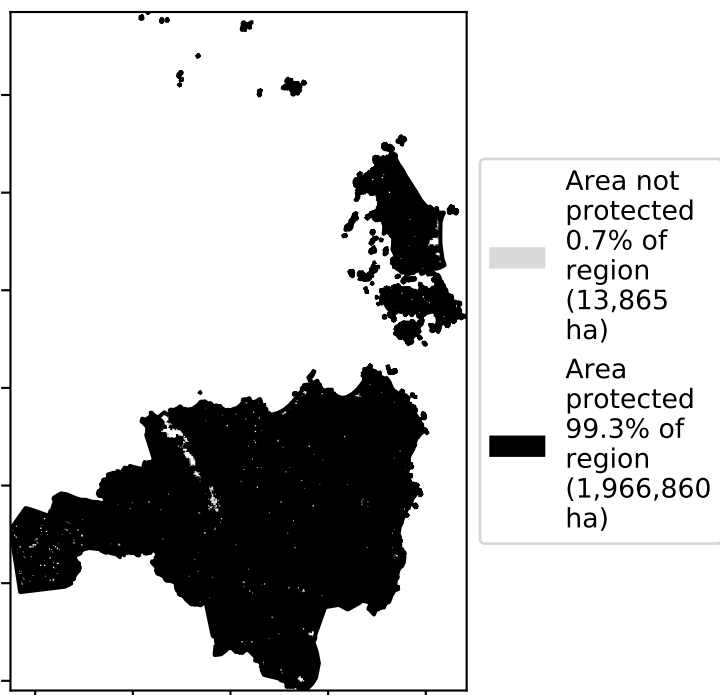 Area not
protected
0.7% of
region
(13,865
ha)
Area
protected
99.3% of
region
(1,966,860
ha)